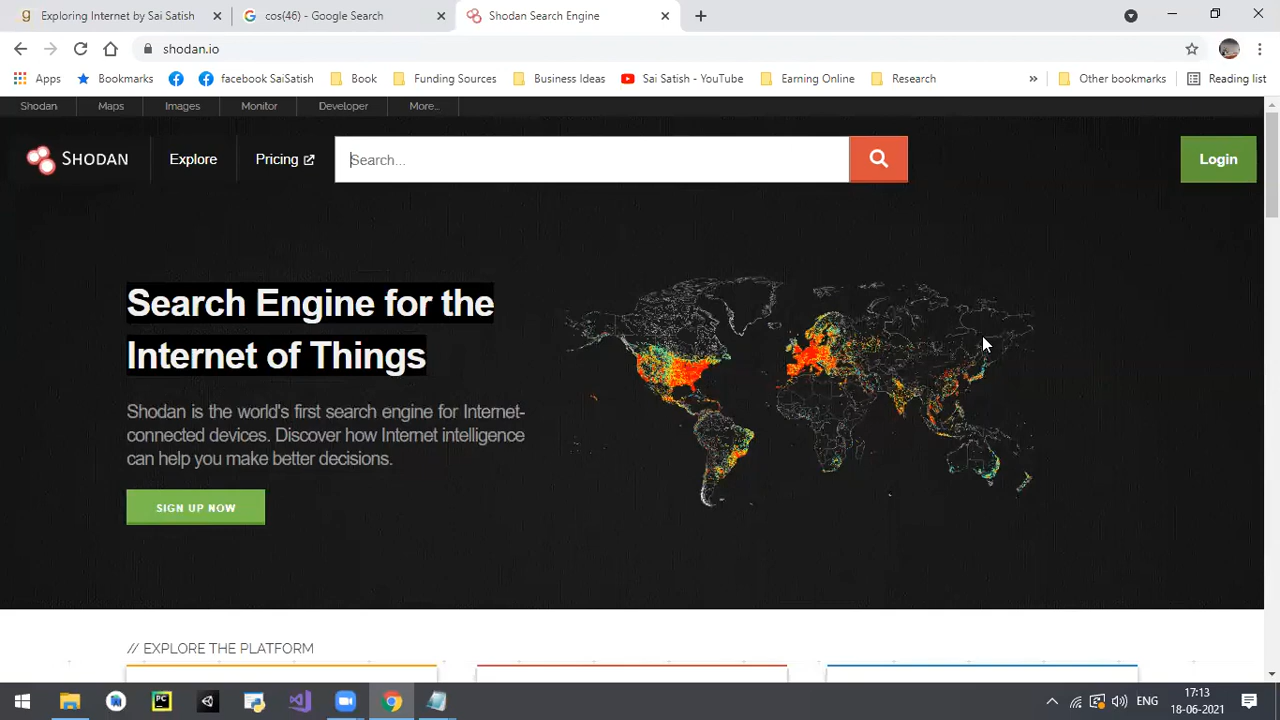 Exploring Internet by Sai Satish
cos(46) - Google Search
Shodan Search Engine
shodan.io
Apps
Bookmarks
facebook SaiSatish
Book
Funding Sources
Business Ideas
Sai Satish - YouTube
Earning Online
Research
»
Other bookmarks
Reading list
Shodan
Maps
Images
Monitor
Developer
More...
SHODAN
Explore
Pricing
Search...
Login
Search Engine for the
Internet of Things
Shodan is the world's first search engine for Internet-
connected devices. Discover how Internet intelligence
can help you make better decisions.
SIGN UP NOW
// EXPLORE THE PLATFORM
PC
ENG
17:13
18-06-2021